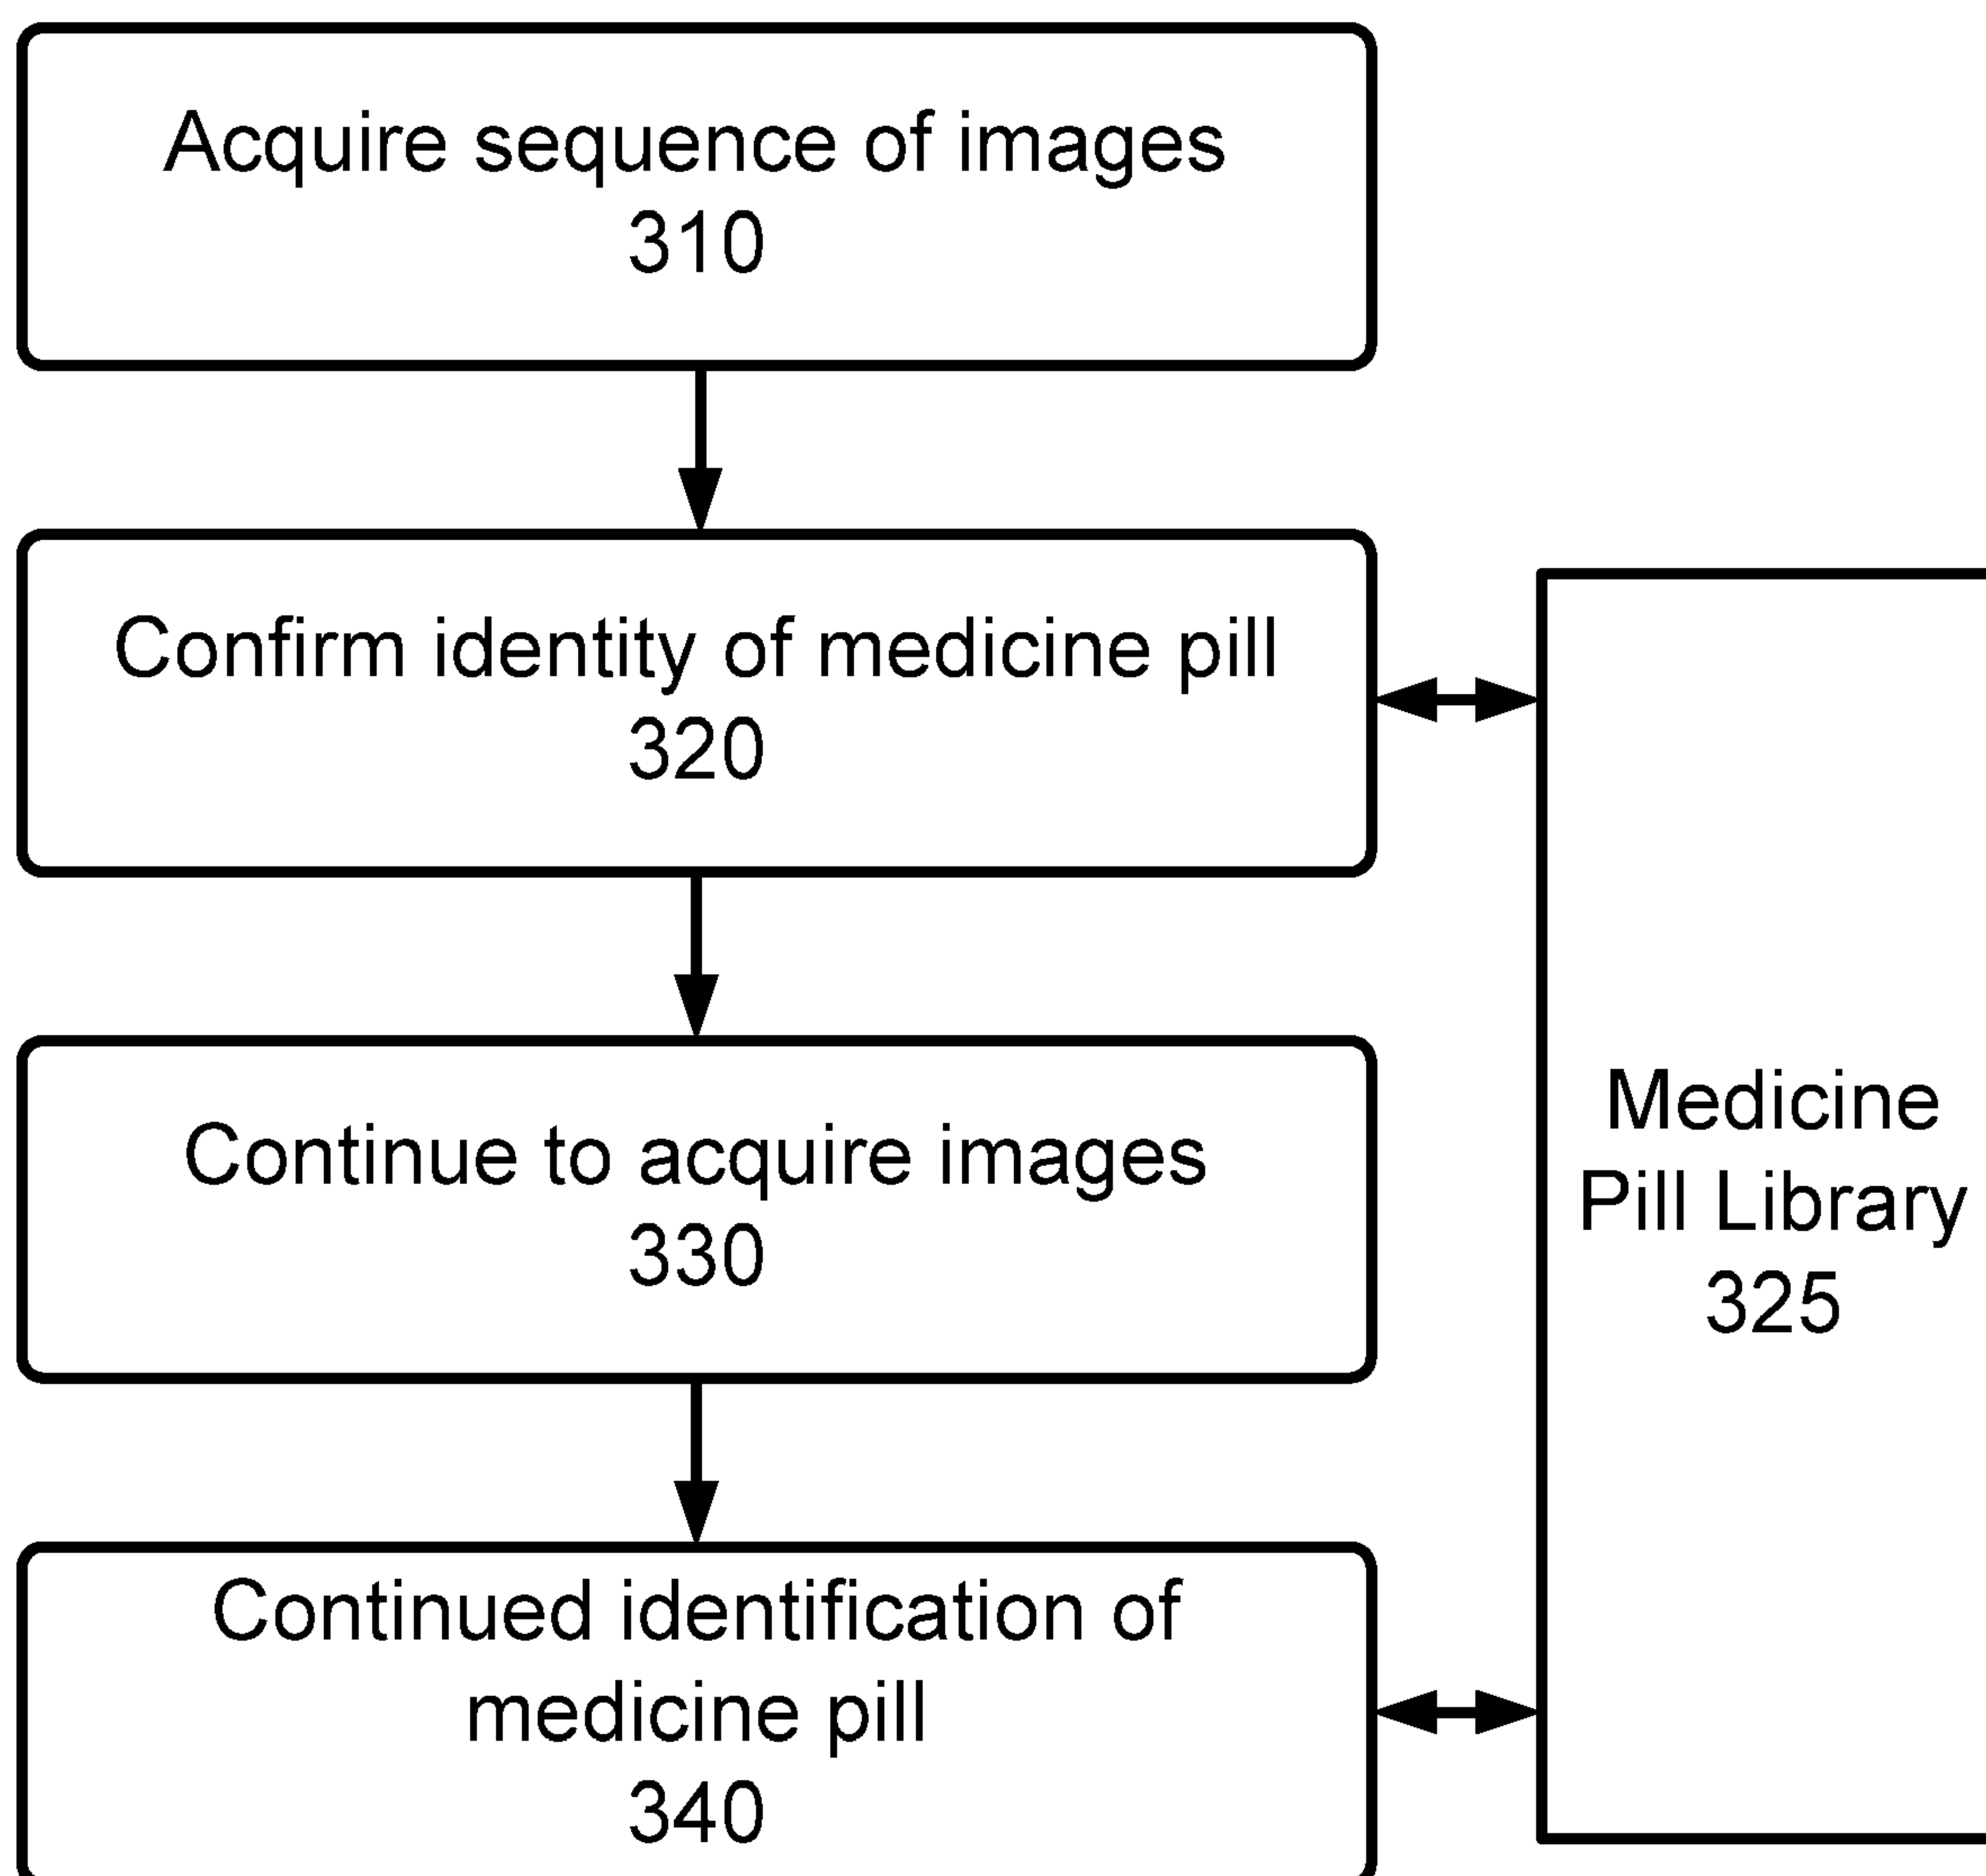 Acquire sequence of images
310
Confirm identity of medicine pill
320
Continue to acquire images
330
Continued identification of
medicine pill
340
Medicine
Pill Library
325